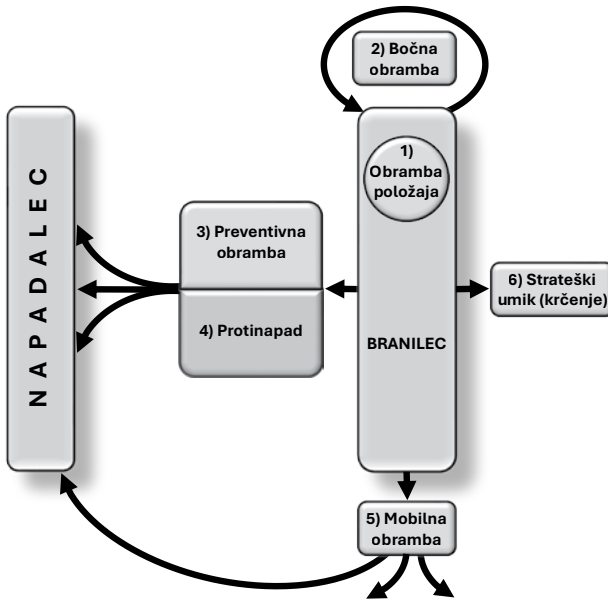 2) Bočna
obramba
NAPADALEC
1)
Obramba
položaja
3) Preventivna
obramba
4) Protinapad
BRANILEC
6) Strateški
umik (krčenje)
5) Mobilna
obramba